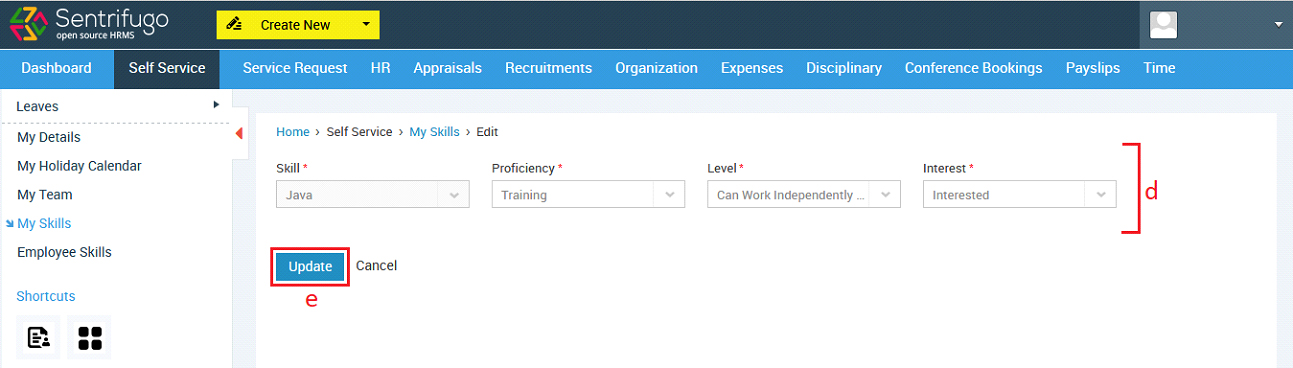 Sentrifugo
open source HRMS
Create New
Dashboard Self Service Service Request HR Appraisals Recruitments Organization Expenses Disciplinary Conference Bookings Payslips Time
Leaves
My Details
My Holiday Calendar
My Team
My Skills
Employee Skills
Shortcuts
Home › Self Service › My Skills › Edit
Skill * Proficiency * Level * Interest *
Java Training Can Work Independently ... Interested
d
Update Cancel
e